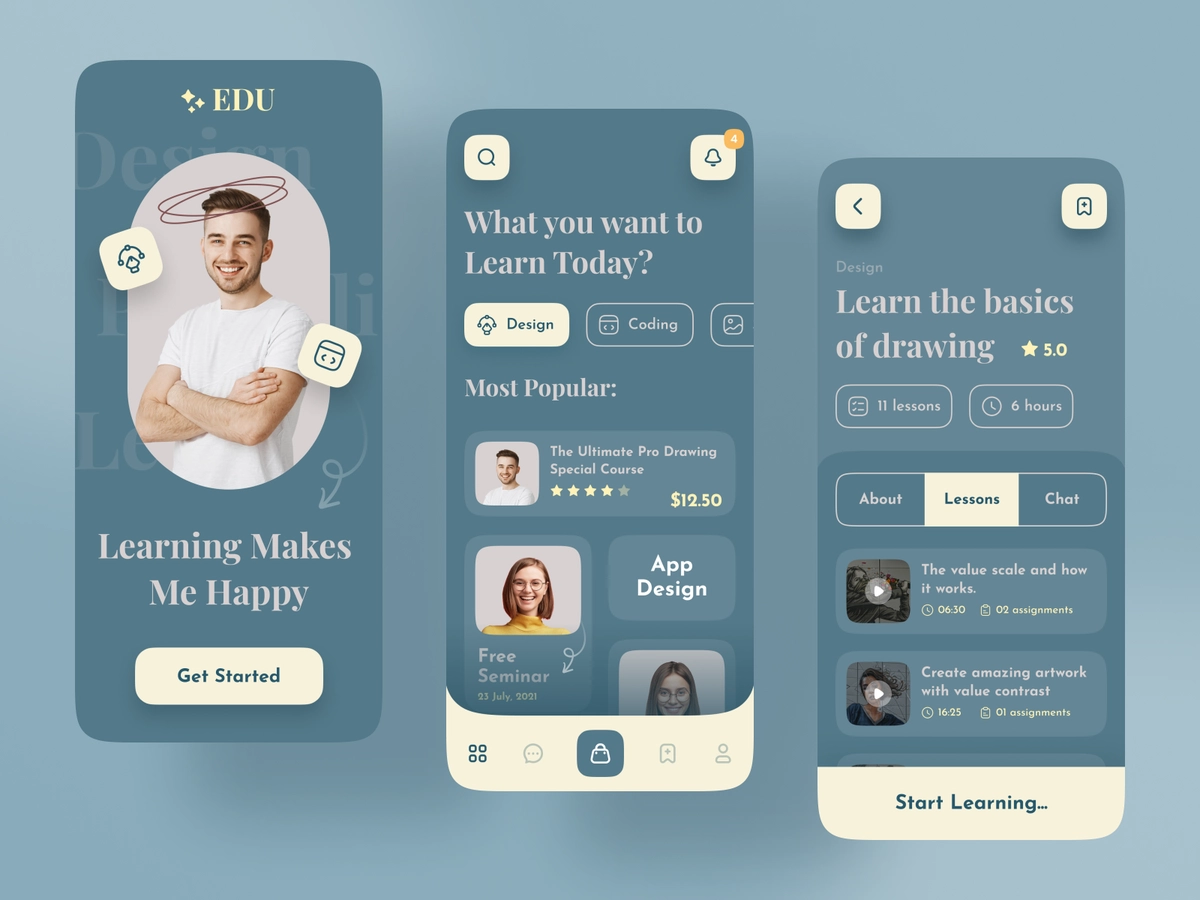 EDU
Design
li
Le
Learning Makes
Me Happy
Get Started
4
What you want to
Learn Today?
Design
Coding
Most Popular:
The Ultimate Pro Drawing
Special Course
$12.50
App
Design
Free
Seminar
23 July, 2021
Design
Learn the basics
of drawing
5.0
11 lessons
6 hours
About
Lessons
Chat
The value scale and how
it works.
06:30
02 assignments
Create amazing artwork
with value contrast
16:25
01 assignments
Start Learning...